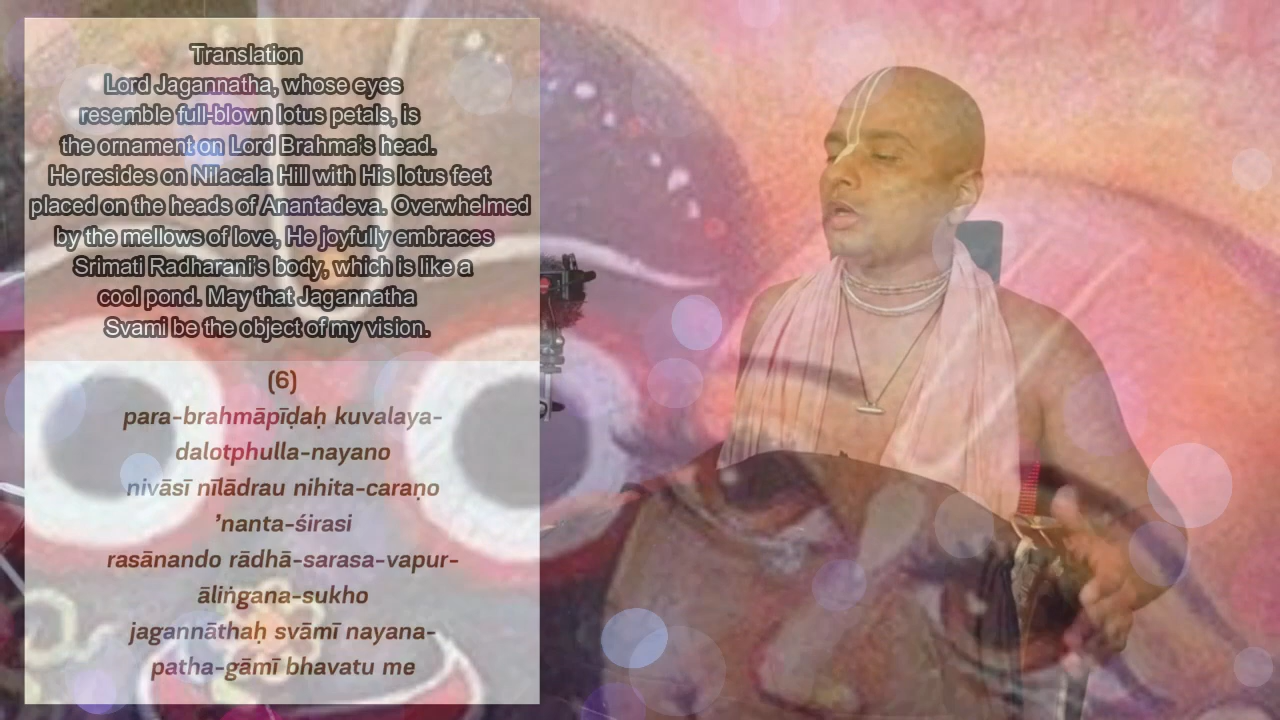 Translation
Lord Jagannatha, whose eyes
resemble full-blown lotus petals, is
the ornament on Lord Brahma's head.
He resides on Nilacala Hill with His lotus feet
placed on the heads of Anantadeva. Overwhelmed
by the mellows of love, He joyfully embraces
Srimati Radharani's body, which is like a
cool pond. May that Jagannatha
Svami be the object of my vision.
(6)
para-brahmāpīḍaḥ kuvalaya-
dalotphulla-nayano
nivāsī nīlādrau nihita-caraṇo
'nanta-śirasi
rasānando rādhā-sarasa-vapur-
āliṅgana-sukho
jagannāthaḥ svāmī nayana-
patha-gāmī bhavatu me